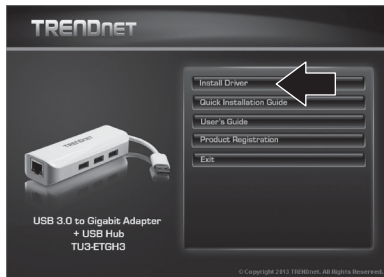 TRENDNET
Install Driver
Quick Installation Guide
User's Guide
Product Registration
Exit
TRENDNET
USB 3.0 to Gigabit Adapter
+ USB Hub
TU3-ETGH3
© Copyright 2013 TRENDnet. All Rights Reserved.